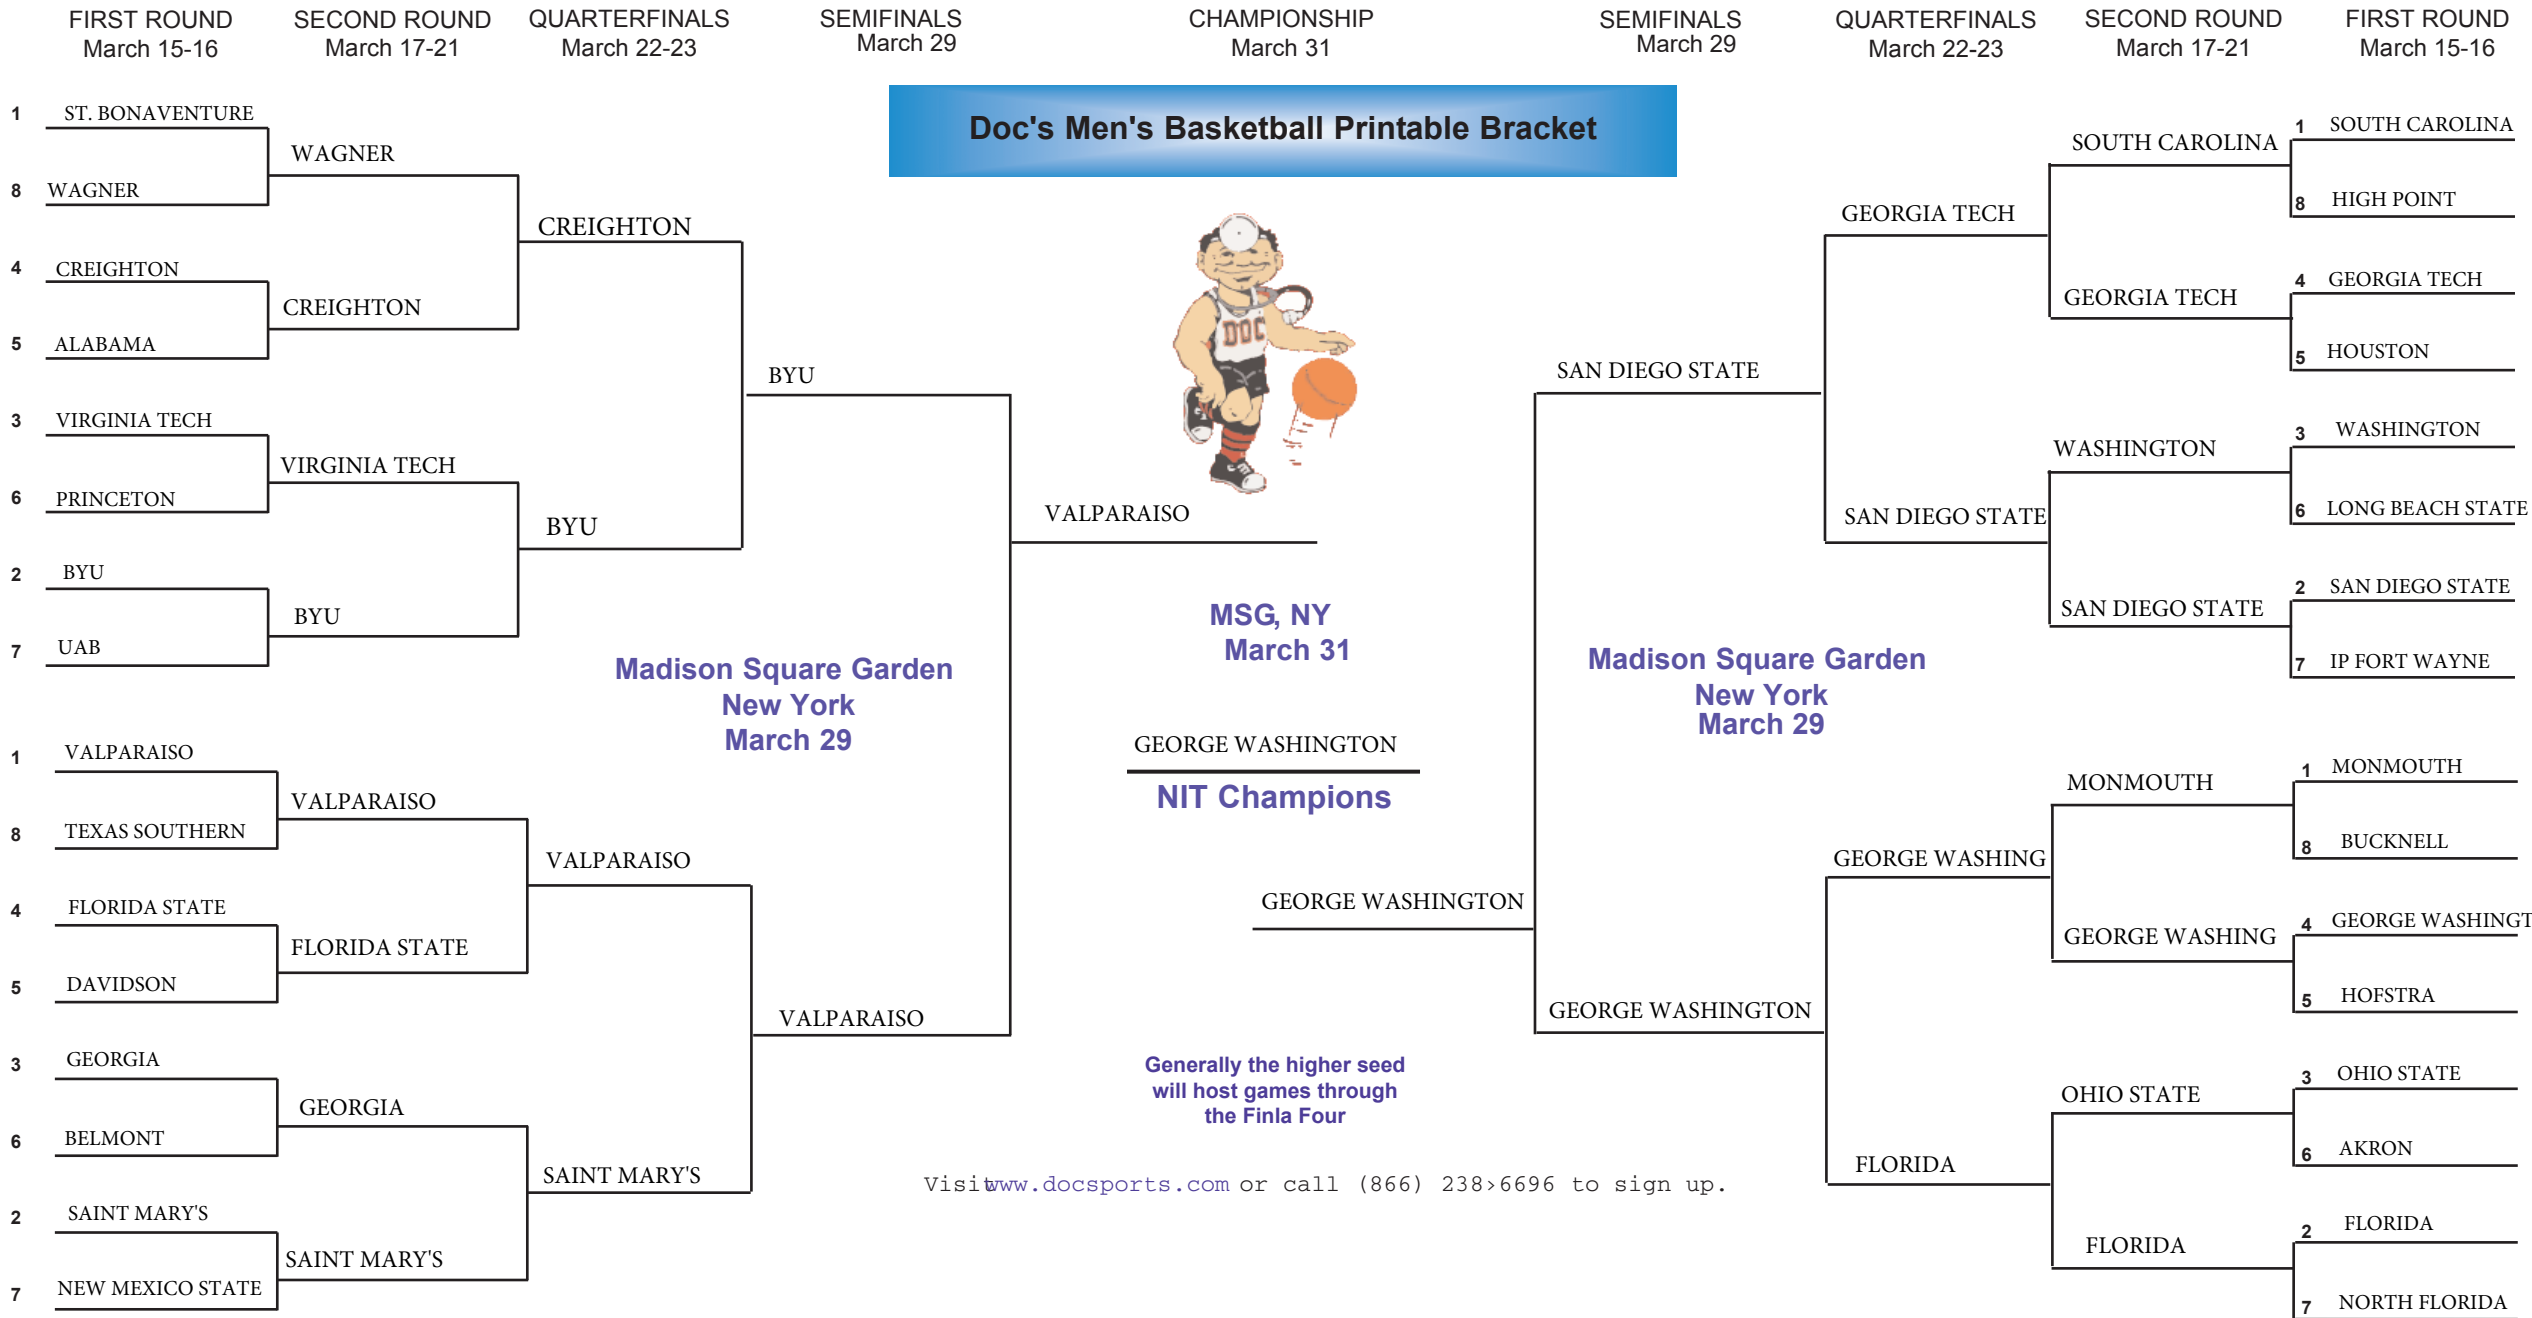 FIRST ROUND
March 15-16
SECOND ROUND
March 17-21
QUARTERFINALS
March 22-23
SEMIFINALS
March 29
CHAMPIONSHIP
March 31
SEMIFINALS
March 29
QUARTERFINALS
March 22-23
SECOND ROUND
March 17-21
FIRST ROUND
March 15-16
Doc's Men's Basketball Printable Bracket
1 ST. BONAVENTURE
8 WAGNER
4 CREIGHTON
5 ALABAMA
3 VIRGINIA TECH
6 PRINCETON
2 BYU
7 UAB
1 VALPARAISO
8 TEXAS SOUTHERN
4 FLORIDA STATE
5 DAVIDSON
3 GEORGIA
6 BELMONT
2 SAINT MARY'S
7 NEW MEXICO STATE
WAGNER
CREIGHTON
VIRGINIA TECH
BYU
VALPARAISO
FLORIDA STATE
GEORGIA
SAINT MARY'S
CREIGHTON
BYU
VALPARAISO
SAINT MARY'S
BYU
VALPARAISO
Madison Square Garden
New York
March 29
DOC
VALPARAISO
MSG, NY
March 31
GEORGE WASHINGTON
NIT Champions
GEORGE WASHINGTON
Generally the higher seed
will host games through
the Finla Four
Visitwww.docsports.com or call (866) 238›6696 to sign up.
SAN DIEGO STATE
GEORGE WASHINGTON
Madison Square Garden
New York
March 29
GEORGIA TECH
SAN DIEGO STATE
GEORGE WASHING
FLORIDA
SOUTH CAROLINA
GEORGIA TECH
WASHINGTON
SAN DIEGO STATE
MONMOUTH
GEORGE WASHING
OHIO STATE
FLORIDA
1 SOUTH CAROLINA
8 HIGH POINT
4 GEORGIA TECH
5 HOUSTON
3 WASHINGTON
6 LONG BEACH STATE
2 SAN DIEGO STATE
7 IP FORT WAYNE
1 MONMOUTH
8 BUCKNELL
4 GEORGE WASHINGT
5 HOFSTRA
3 OHIO STATE
6 AKRON
2 FLORIDA
7 NORTH FLORIDA